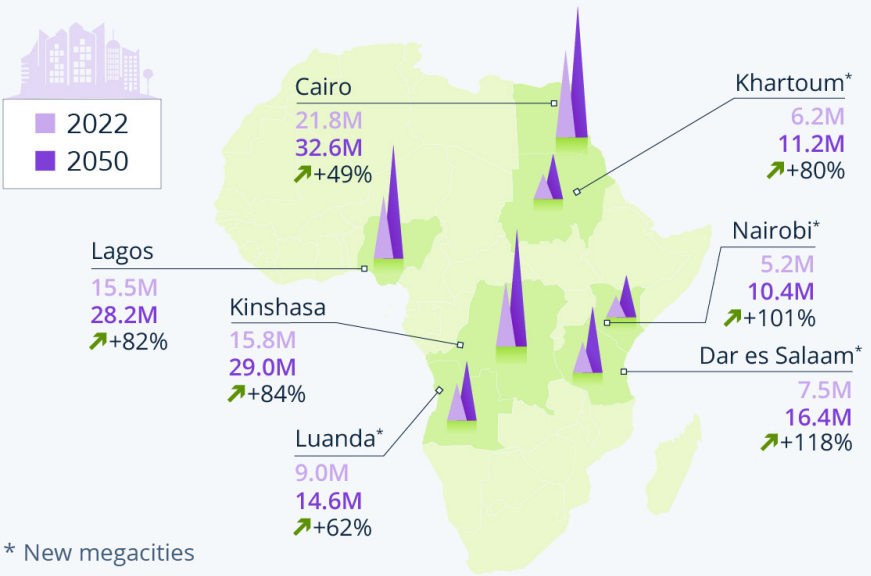 2022
2050
Cairo
21.8M
32.6M
+49%
Khartoum*
6.2M
11.2M
+80%
Lagos
15.5M
28.2M
+82%
Nairobi*
5.2M
10.4M
+101%
Kinshasa
15.8M
29.0M
+84%
Dar es Salaam*
7.5M
16.4M
+118%
Luanda*
9.0M
14.6M
+62%
* New megacities